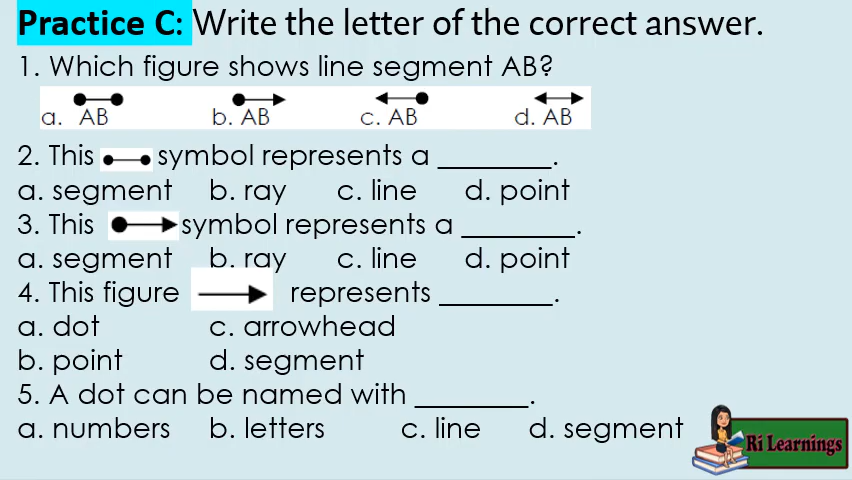 Practice C: Write the letter of the correct answer.
1. Which figure shows line segment AB?
a. AB b. AB c. AB d. AB
2. This symbol represents a ________.
a. segment b. ray c. line d. point
3. This symbol represents a ________.
a. segment b. ray c. line d. point
4. This figure represents ________.
a. dot c. arrowhead
b. point d. segment
5. A dot can be named with ________.
a. numbers b. letters c. line d. segment
Ri Learnings